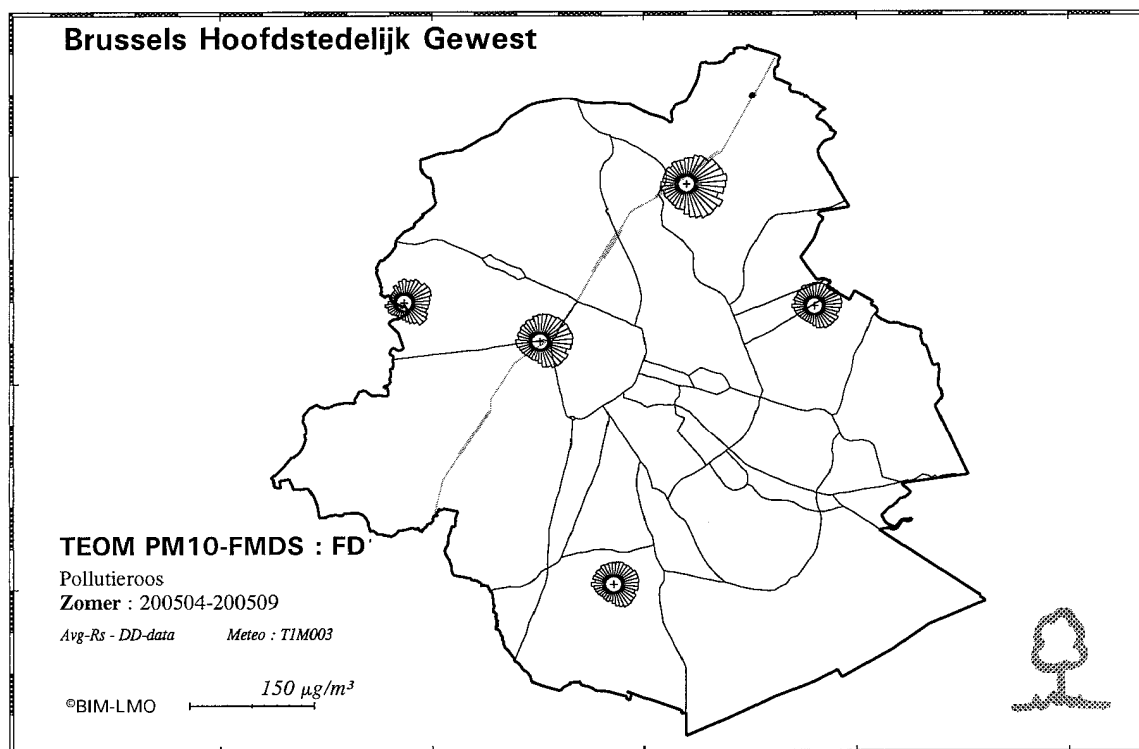 Brussels Hoofdstedelijk Gewest
TEOM PM10-FMDS : FD'
Pollutieroos
Zomer : 200504-200509
Avg-Rs - DD-data Meteo : T1M003
150 µg/m³
©BIM-LMO